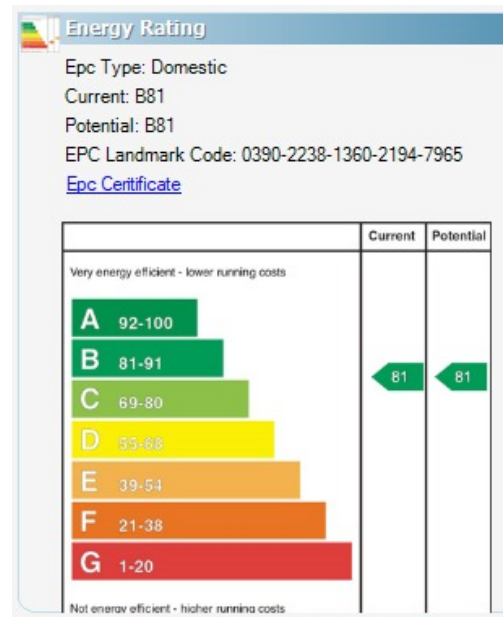 Energy Rating
Epc Type: Domestic
Current: B81
Potential: B81
EPC Landmark Code: 0390-2238-1360-2194-7965
Epc Ceritificate
Current Potential
Very energy efficient - lower running costs
A 92-100
B 81-91
81 81
C 69-80
D 55-68
E 39-54
F 21-38
G 1-20
Not energy efficient - higher running costs